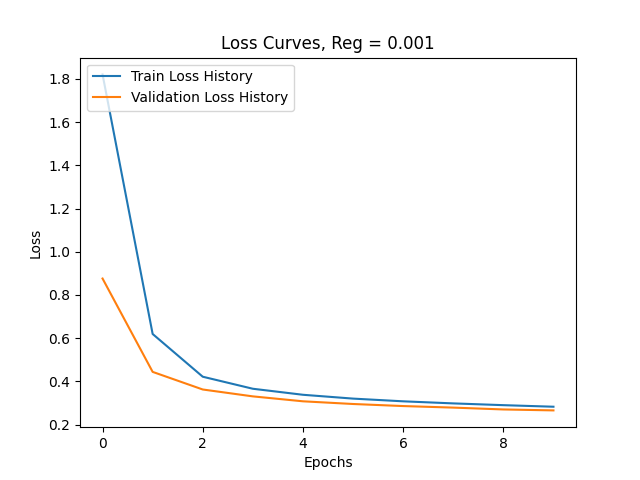 Loss Curves, Reg = 0.001
Train Loss History
Validation Loss History
1.8
1.6
1.4
1.2
1.0
0.8
0.6
0.4
0.2
Loss
0 2 4 6 8
Epochs